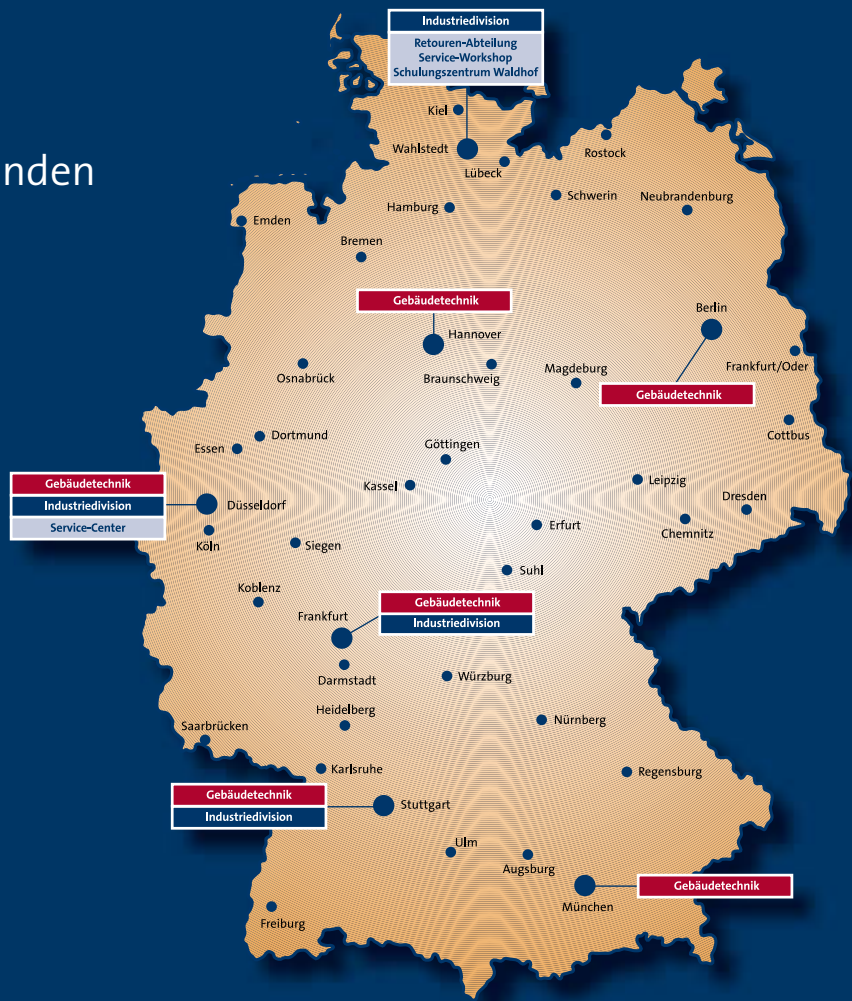 Industriedivision
Retouren-Abteilung
Service-Workshop
Schulungszentrum Waldhof
Kiel
Wahlstedt
Lübeck
Rostock
nden
Hamburg
Schwerin
Neubrandenburg
Emden
Bremen
Gebäudetechnik
Hannover
Berlin
Osnabrück
Braunschweig
Magdeburg
Frankfurt/Oder
Gebäudetechnik
Dortmund
Essen
Göttingen
Cottbus
Gebäudetechnik
Industriedivision
Service-Center
Düsseldorf
Kassel
Leipzig
Dresden
Köln
Siegen
Erfurt
Chemnitz
Suhl
Koblenz
Frankfurt
Gebäudetechnik
Industriedivision
Darmstadt
Würzburg
Heidelberg
Nürnberg
Saarbrücken
Karlsruhe
Regensburg
Gebäudetechnik
Industriedivision
Stuttgart
Ulm
Augsburg
Gebäudetechnik
München
Freiburg